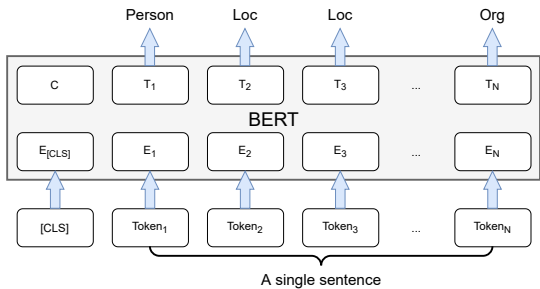 Person Loc Loc Org
C T1 T2 T3 ... TN
BERT
E[CLS] E1 E2 E3 ... EN
[CLS] Token1 Token2 Token3 ... TokenN
A single sentence